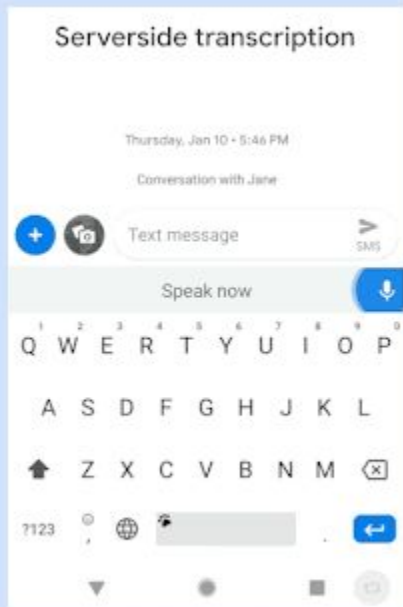 Serverside transcription
Thursday, Jan 10 • 5:46 PM
Conversation with Jane
Text message
SMS
Speak now
1 2 3 4 5 6 7 8 9 0
Q W E R T Y U I O P
A S D F G H J K L
Z X C V B N M
?123 , .